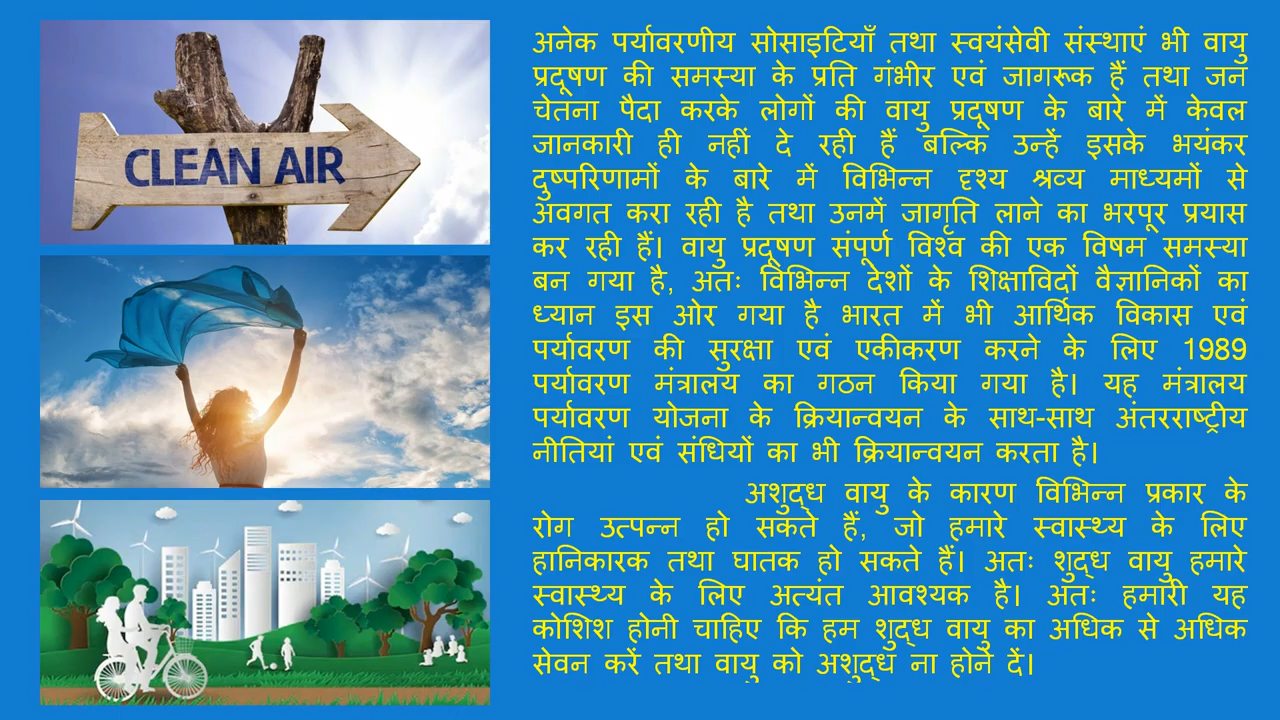 CLEAN AIR
अनेक पर्यावरणीय सोसाइटियाँ तथा स्वयंसेवी संस्थाएं भी वायु
प्रदूषण की समस्या के प्रति गंभीर एवं जागरूक हैं तथा जन
चेतना पैदा करके लोगों की वायु प्रदूषण के बारे में केवल
जानकारी ही नहीं दे रही हैं बल्कि उन्हें इसके भयंकर
दुष्परिणामों के बारे में विभिन्न दृश्य श्रव्य माध्यमों से
अवगत करा रही है तथा उनमें जागृति लाने का भरपूर प्रयास
कर रही हैं। वायु प्रदूषण संपूर्ण विश्व की एक विषम समस्या
बन गया है, अतः विभिन्न देशों के शिक्षाविदों वैज्ञानिकों का
ध्यान इस ओर गया है भारत में भी आर्थिक विकास एवं
पर्यावरण की सुरक्षा एवं एकीकरण करने के लिए 1989
पर्यावरण मंत्रालय का गठन किया गया है। यह मंत्रालय
पर्यावरण योजना के क्रियान्वयन के साथ-साथ अंतरराष्ट्रीय
नीतियां एवं संधियों का भी क्रियान्वयन करता है।
अशुद्ध वायु के कारण विभिन्न प्रकार के
रोग उत्पन्न हो सकते हैं, जो हमारे स्वास्थ्य के लिए
हानिकारक तथा घातक हो सकते हैं। अतः शुद्ध वायु हमारे
स्वास्थ्य के लिए अत्यंत आवश्यक है। अतः हमारी यह
कोशिश होनी चाहिए कि हम शुद्ध वायु का अधिक से अधिक
सेवन करें तथा वायु को अशुद्ध ना होने दें।